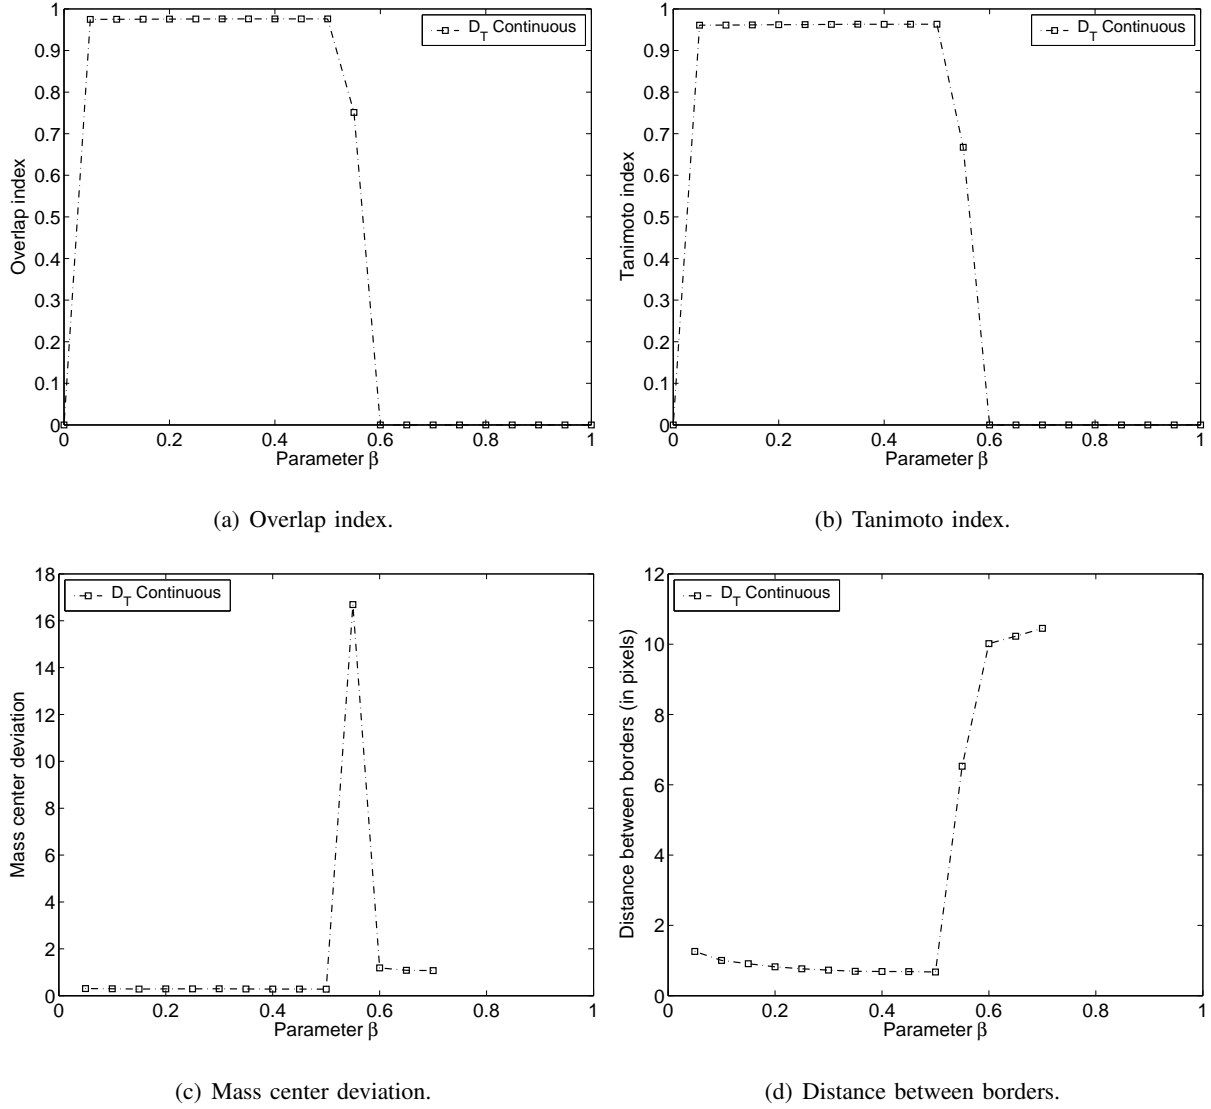 1
0.9
0.8
0.7
0.6
0.5
0.4
0.3
0.2
0.1
0
Overlap index
D_T Continuous
0 0.2 0.4 0.6 0.8 1
Parameter β
(a) Overlap index.
1
0.9
0.8
0.7
0.6
0.5
0.4
0.3
0.2
0.1
0
Tanimoto index
D_T Continuous
0 0.2 0.4 0.6 0.8 1
Parameter β
(b) Tanimoto index.
18
16
14
12
10
8
6
4
2
0
Mass center deviation
D_T Continuous
0 0.2 0.4 0.6 0.8 1
Parameter β
(c) Mass center deviation.
12
10
8
6
4
2
0
Distance between borders (in pixels)
D_T Continuous
0 0.2 0.4 0.6 0.8 1
Parameter β
(d) Distance between borders.